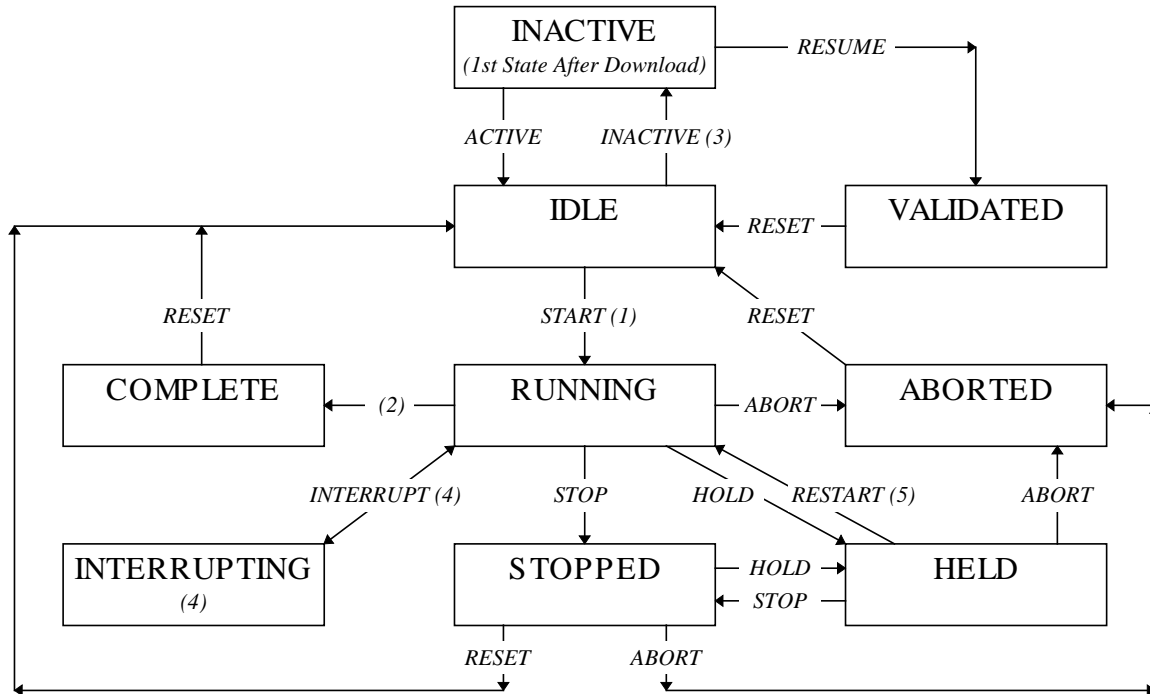 INACTIVE
(1st State After Download)
RESUME
ACTIVE
INACTIVE (3)
IDLE
VALIDATED
RESET
RESET
START (1)
RESET
COMPLETE
RUNNING
ABORTED
(2)
ABORT
INTERRUPT (4)
STOP
HOLD
RESTART (5)
ABORT
INTERRUPTING
(4)
STOPPED
HELD
HOLD
STOP
RESET
ABORT